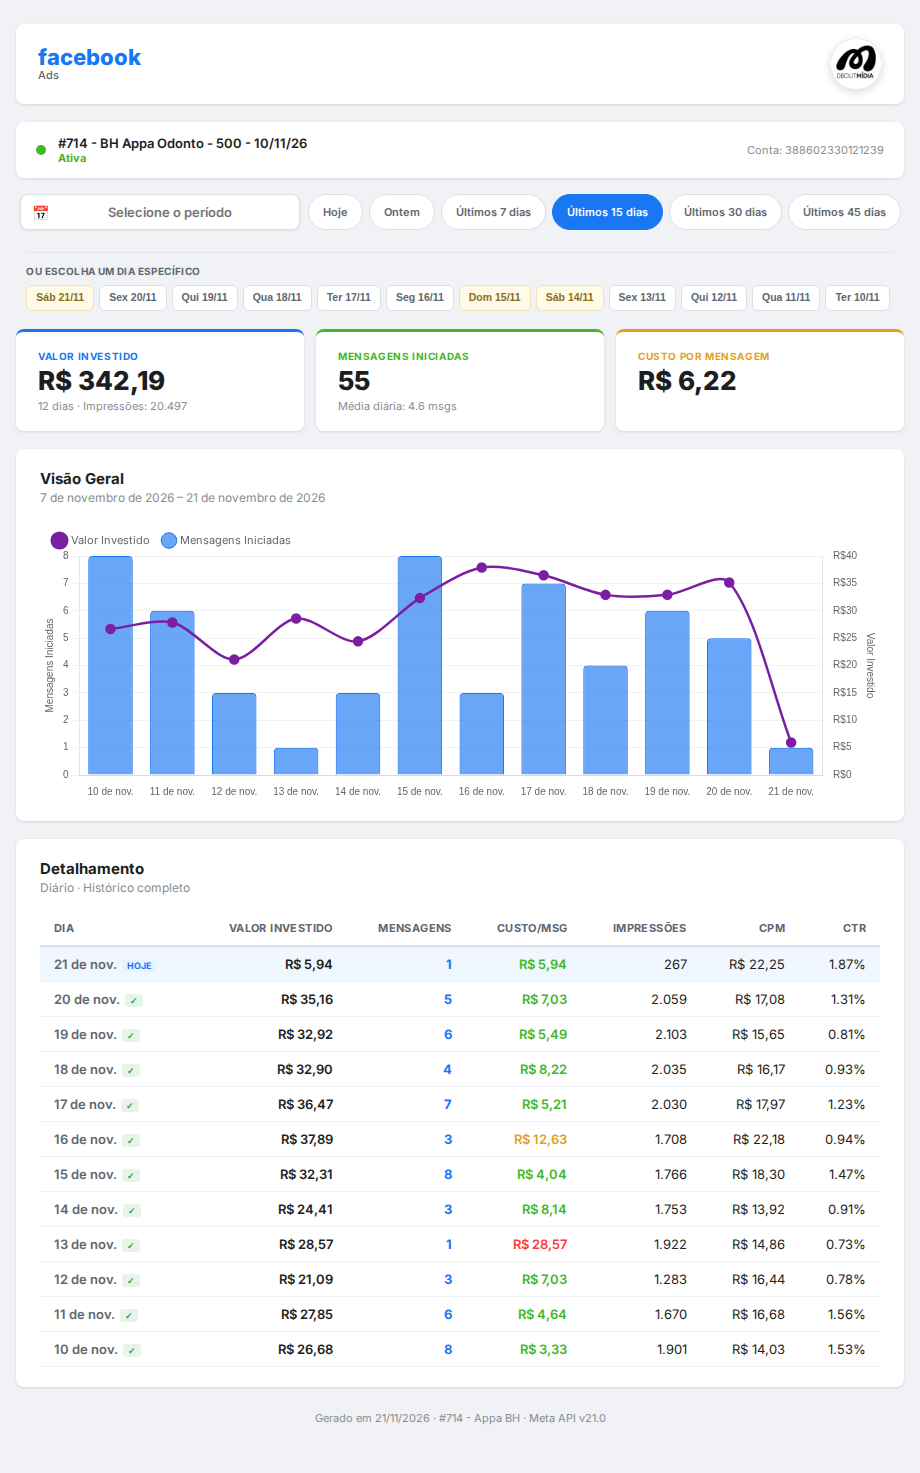 facebook
Ads
DBOUTMÍDIA
#714 - BH Appa Odonto - 500 - 10/11/26
Ativa
Conta: 388602330121239
Selecione o período
Hoje
Ontem
Últimos 7 dias
Últimos 15 dias
Últimos 30 dias
Últimos 45 dias
OU ESCOLHA UM DIA ESPECÍFICO
Sáb 21/11
Sex 20/11
Qui 19/11
Qua 18/11
Ter 17/11
Seg 16/11
Dom 15/11
Sáb 14/11
Sex 13/11
Qui 12/11
Qua 11/11
Ter 10/11
VALOR INVESTIDO
R$ 342,19
12 dias · Impressões: 20.497
MENSAGENS INICIADAS
55
Média diária: 4.6 msgs
CUSTO POR MENSAGEM
R$ 6,22
Visão Geral
7 de novembro de 2026 – 21 de novembro de 2026
Valor Investido
Mensagens Iniciadas
8
7
6
5
4
3
2
1
0
Mensagens Iniciadas
R$40
R$35
R$30
R$25
R$20
R$15
R$10
R$5
R$0
Valor Investido
10 de nov. 11 de nov. 12 de nov. 13 de nov. 14 de nov. 15 de nov. 16 de nov. 17 de nov. 18 de nov. 19 de nov. 20 de nov. 21 de nov.
Detalhamento
Diário · Histórico completo
DIA VALOR INVESTIDO MENSAGENS CUSTO/MSG IMPRESSÕES CPM CTR
21 de nov. HOJE R$ 5,94 1 R$ 5,94 267 R$ 22,25 1.87%
20 de nov. ✓ R$ 35,16 5 R$ 7,03 2.059 R$ 17,08 1.31%
19 de nov. ✓ R$ 32,92 6 R$ 5,49 2.103 R$ 15,65 0.81%
18 de nov. ✓ R$ 32,90 4 R$ 8,22 2.035 R$ 16,17 0.93%
17 de nov. ✓ R$ 36,47 7 R$ 5,21 2.030 R$ 17,97 1.23%
16 de nov. ✓ R$ 37,89 3 R$ 12,63 1.708 R$ 22,18 0.94%
15 de nov. ✓ R$ 32,31 8 R$ 4,04 1.766 R$ 18,30 1.47%
14 de nov. ✓ R$ 24,41 3 R$ 8,14 1.753 R$ 13,92 0.91%
13 de nov. ✓ R$ 28,57 1 R$ 28,57 1.922 R$ 14,86 0.73%
12 de nov. ✓ R$ 21,09 3 R$ 7,03 1.283 R$ 16,44 0.78%
11 de nov. ✓ R$ 27,85 6 R$ 4,64 1.670 R$ 16,68 1.56%
10 de nov. ✓ R$ 26,68 8 R$ 3,33 1.901 R$ 14,03 1.53%
Gerado em 21/11/2026 · #714 - Appa BH · Meta API v21.0